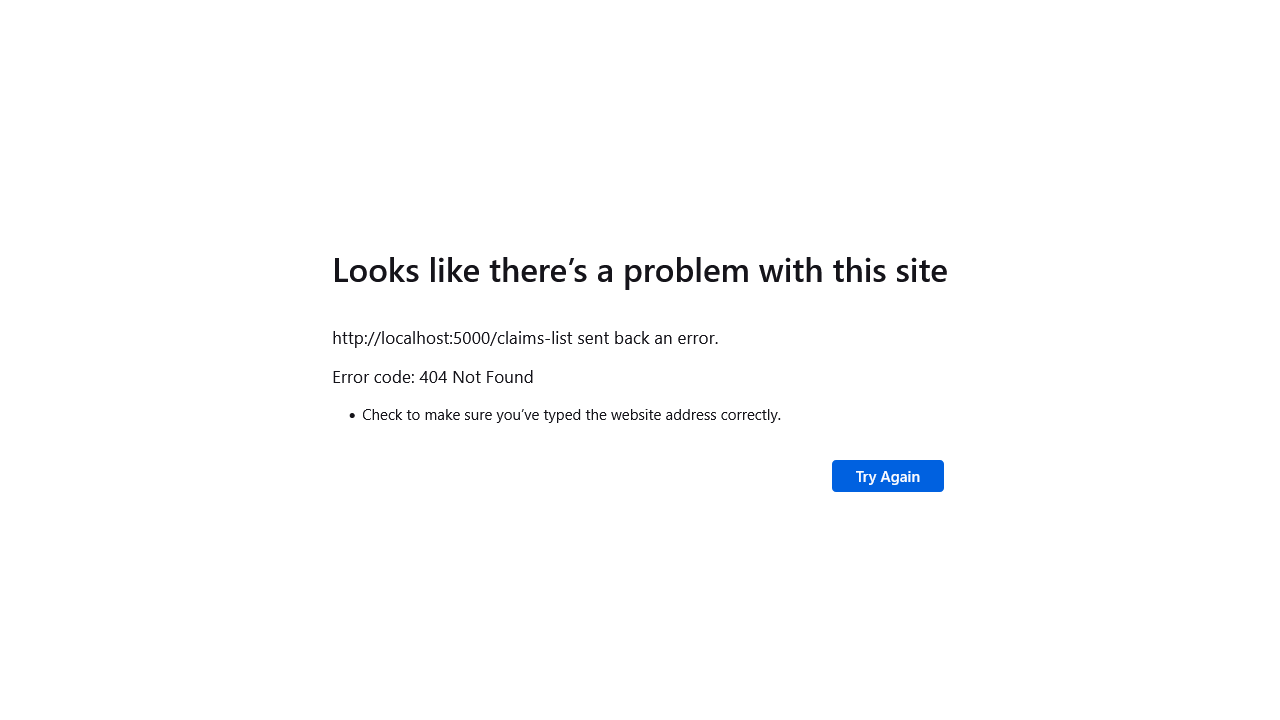 Looks like there’s a problem with this site
http://localhost:5000/claims-list sent back an error.
Error code: 404 Not Found
• Check to make sure you’ve typed the website address correctly.
Try Again